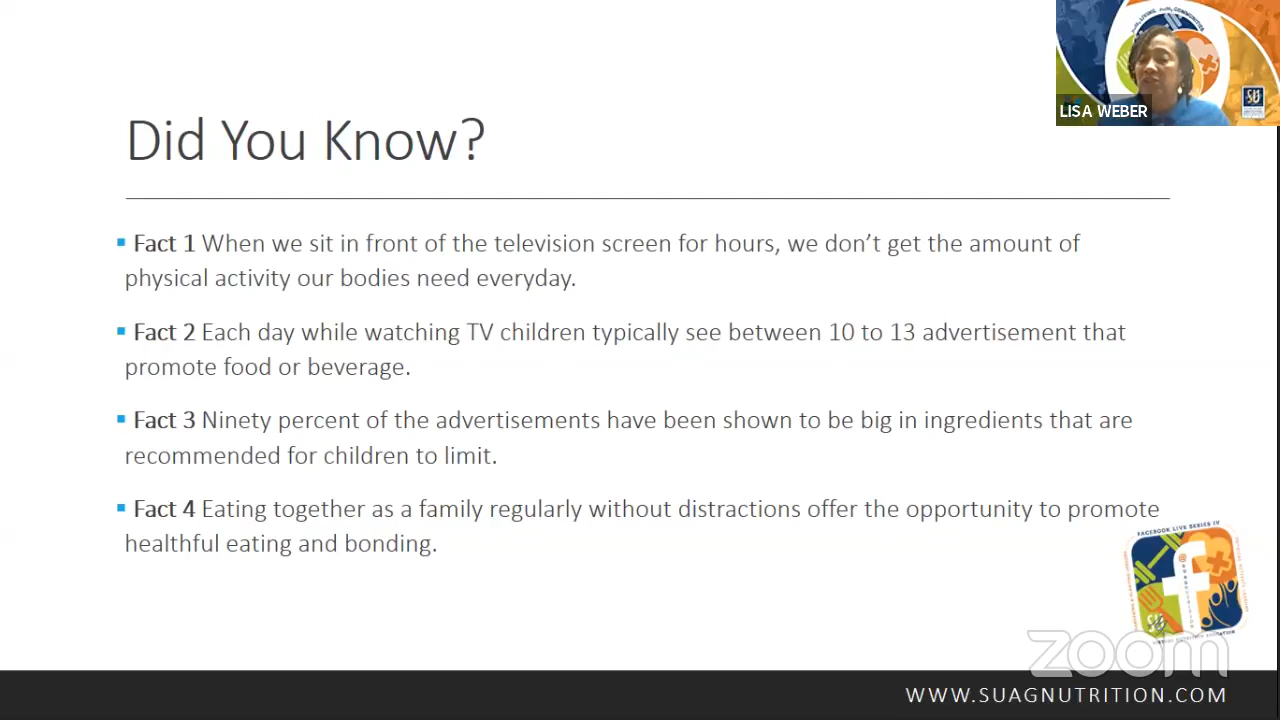 LISA WEBER
Did You Know?
Fact 1 When we sit in front of the television screen for hours, we don’t get the amount of
physical activity our bodies need everyday.
Fact 2 Each day while watching TV children typically see between 10 to 13 advertisement that
promote food or beverage.
Fact 3 Ninety percent of the advertisements have been shown to be big in ingredients that are
recommended for children to limit.
Fact 4 Eating together as a family regularly without distractions offer the opportunity to promote
healthful eating and bonding.
FACEBOOK LIVE SERIES IV
zoom
WWW.SUAGNUTRITION.COM